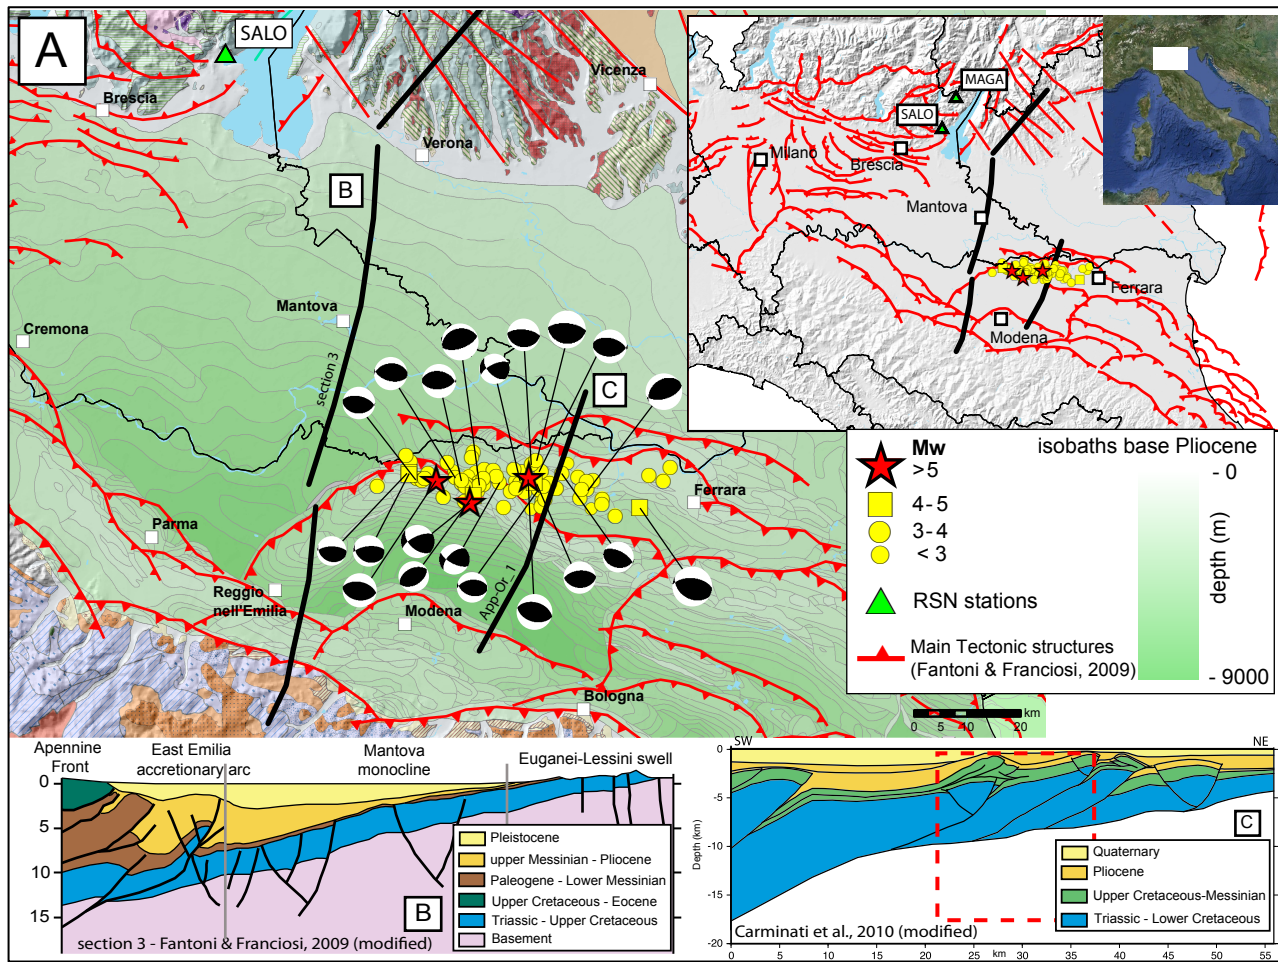 A
SALO
Brescia
Vicenza
Verona
B
Mantova
Cremona
section 3
C
Ferrara
Parma
Reggio
nell'Emilia
Modena
App-Or_1
Bologna
MAGA
SALO
Milano
Brescia
Mantova
Ferrara
Modena
Mw
>5
4-5
3-4
<3
RSN stations
Main Tectonic structures
(Fantoni & Franciosi, 2009)
isobaths base Pliocene
- 0
depth (m)
- 9000
0 5 10 20 km
Apennine
Front
East Emilia
accretionary arc
Mantova
monocline
Euganei-Lessini swell
0
5
10
15
Pleistocene
upper Messinian - Pliocene
Paleogene - Lower Messinian
Upper Cretaceous - Eocene
Triassic - Upper Cretaceous
Basement
B
section 3 - Fantoni & Franciosi, 2009 (modified)
SW
NE
0
-5
-10
-15
-20
Depth (km)
C
Quaternary
Pliocene
Upper Cretaceous-Messinian
Triassic - Lower Cretaceous
Carminati et al., 2010 (modified)
0 5 10 15 20 25 km 30 35 40 45 50 55